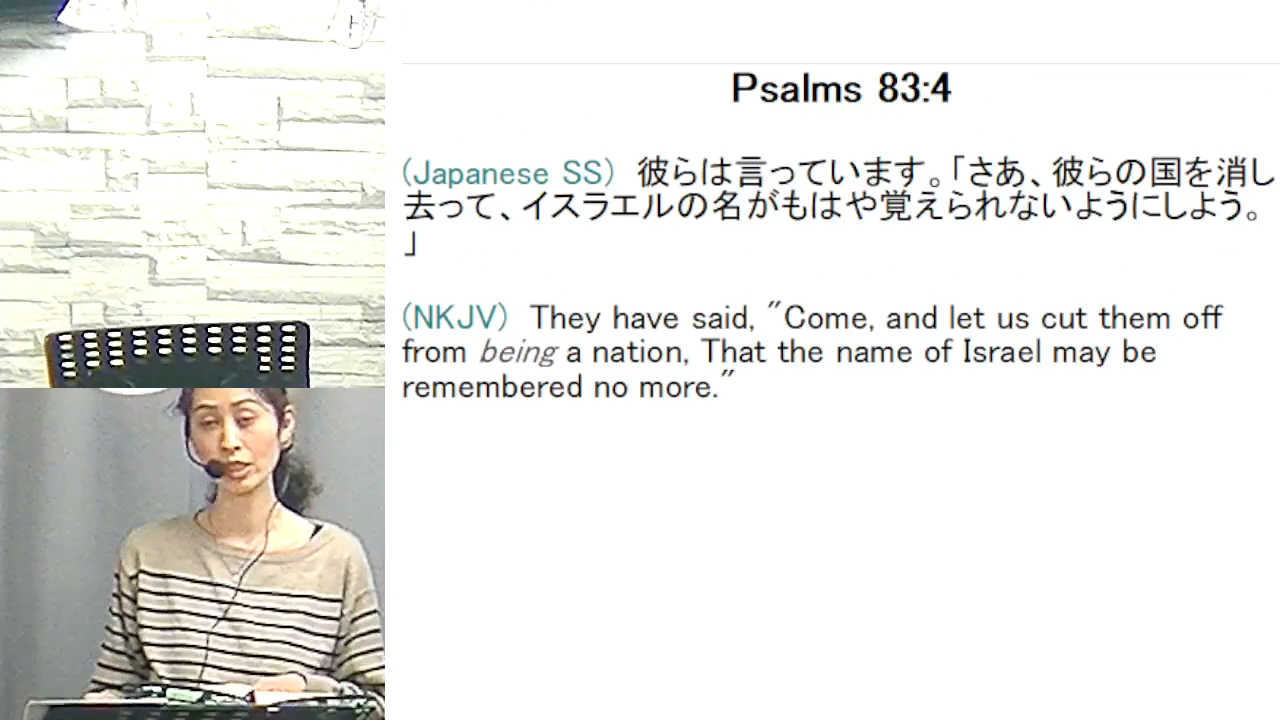 Psalms 83:4
(Japanese SS) 彼らは言っています。「さあ、彼らの国を消し
去って、イスラエルの名がもはや覚えられないようにしよう。
」
(NKJV) They have said, "Come, and let us cut them off
from being a nation, That the name of Israel may be
remembered no more."